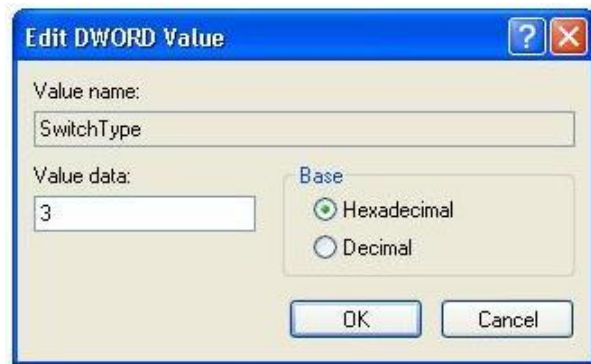 Edit DWORD Value
Value name:
SwitchType
Value data:
3
Base
Hexadecimal
Decimal
OK
Cancel